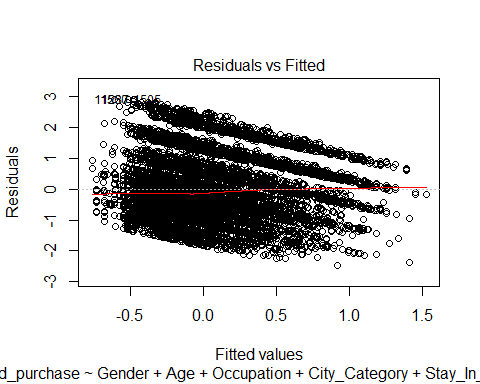 Residuals vs Fitted
3
2
1
0
-1
-2
-3
Residuals
-0.5 0.0 0.5 1.0 1.5
Fitted values
d_purchase ~ Gender + Age + Occupation + City_Category + Stay_In_